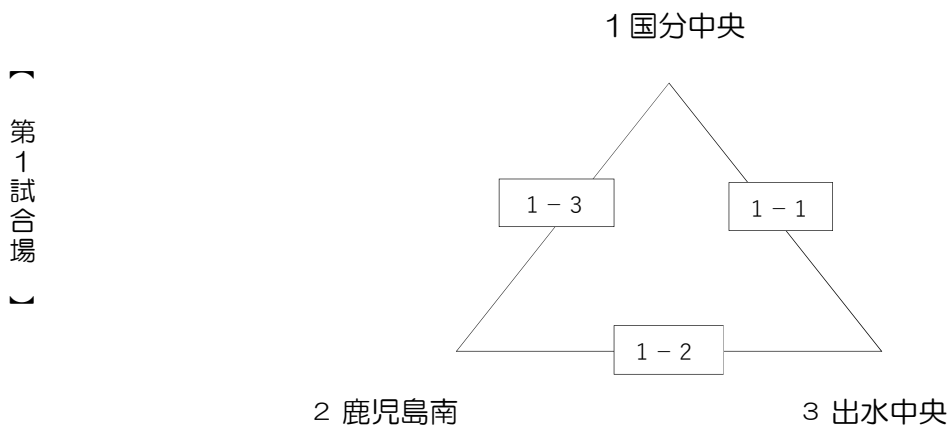 １国分中央
【 第１試合場 】
１－３
１－１
１－２
２ 鹿児島南
３ 出水中央